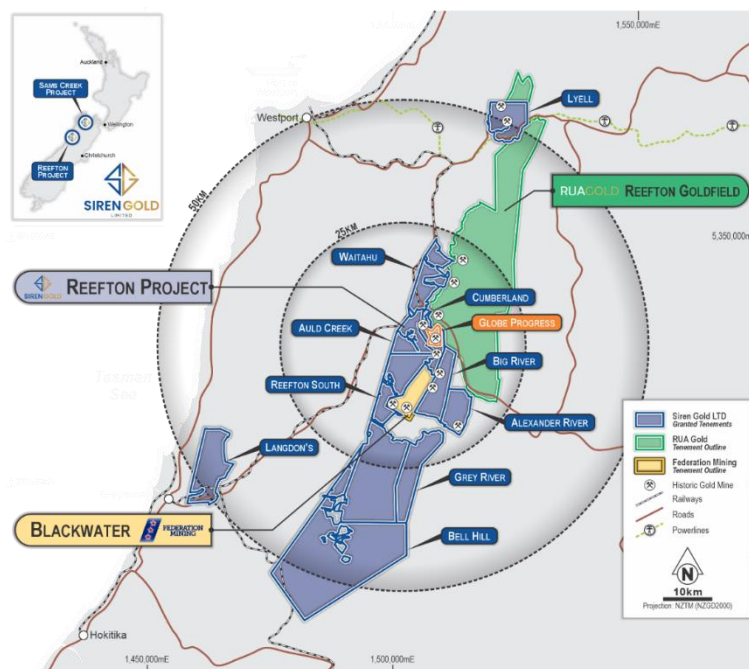 Auckland
SAMS CREEK
PROJECT
Wellington
Christchurch
REEFTON
PROJECT
SIREN GOLD
LIMITED
1,550,000mE
Westport
LYELL
50KM
RUAGOLD REEFTON GOLDFIELD
25KM
5,350,000m
WAITAHU
SIREN GOLD REEFTON PROJECT
CUMBERLAND
AULD CREEK
GLOBE PROGRESS
BIG RIVER
Tasman
Sea
REEFTON SOUTH
ALEXANDER RIVER
LANGDON'S
GREY RIVER
BLACKWATER FEDERATION
MINING
BELL HILL
Siren Gold LTD
Granted Tenements
RUA Gold
Tenement Outline
Federation Mining
Tenement Outline
Historic Gold Mine
Railways
Roads
Powerlines
N
10km
Projection: NZTM (NZGD2000)
Hokitika
1,450,000mE
1,500,000mE